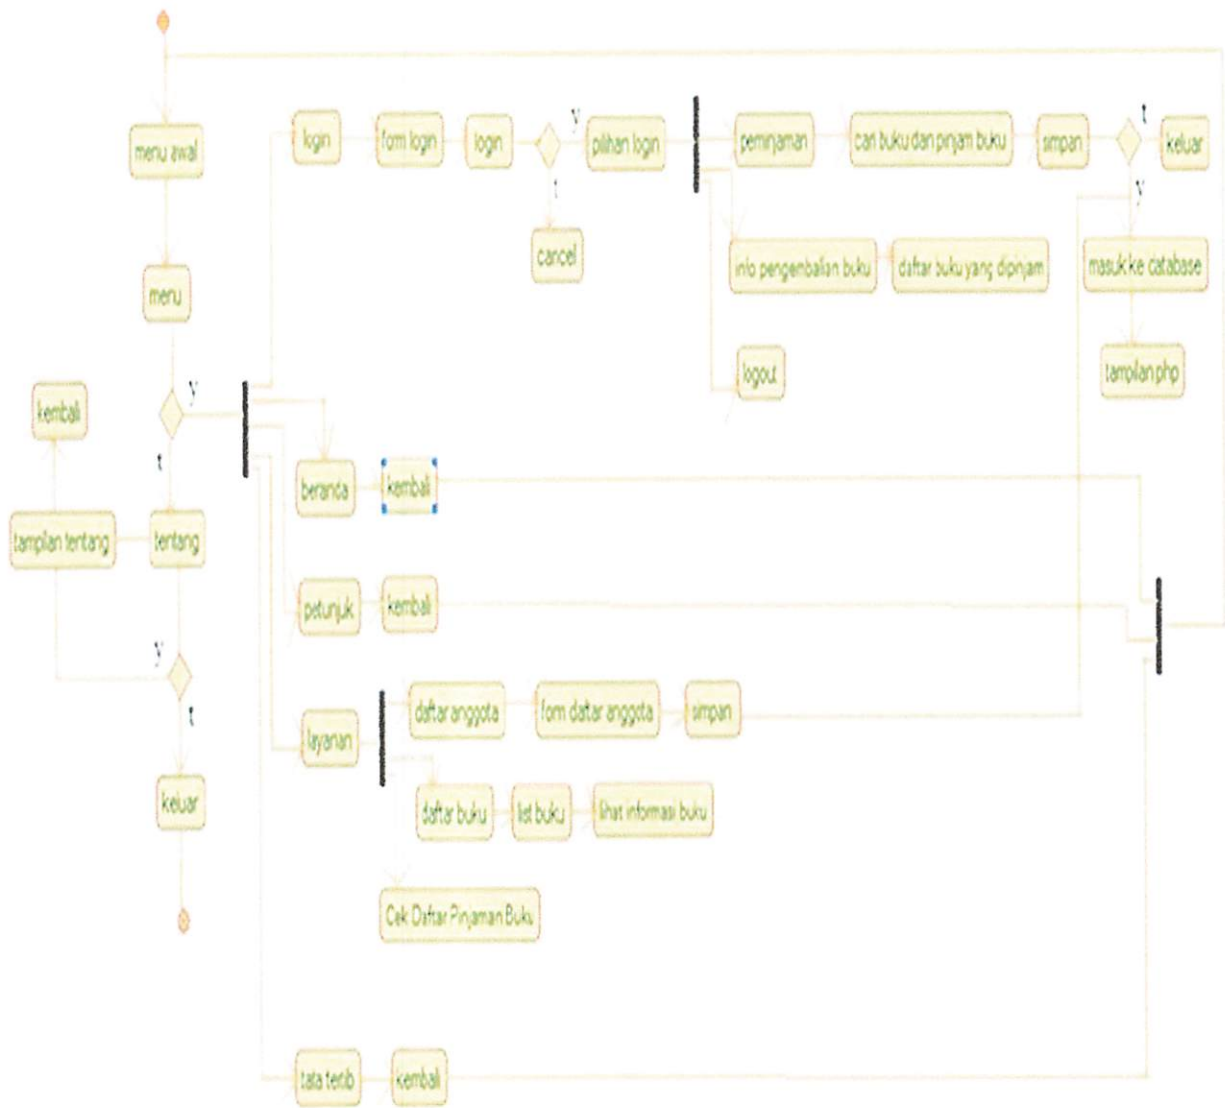 menu awal
menu
y
t
kembali
tampilan tentang
tentang
y
t
keluar
login
form login
login
y
t
cancel
pilihan login
peminjaman
cari buku dan pinjam buku
simpan
t
keluar
y
masuk ke database
tampilan php
info pengembalian buku
daftar buku yang dipinjam
logout
beranda
kembali
petunjuk
kembali
layanan
daftar anggota
form daftar anggota
simpan
daftar buku
list buku
lihat informasi buku
Cek Daftar Pinjaman Buku
tata tertib
kembali